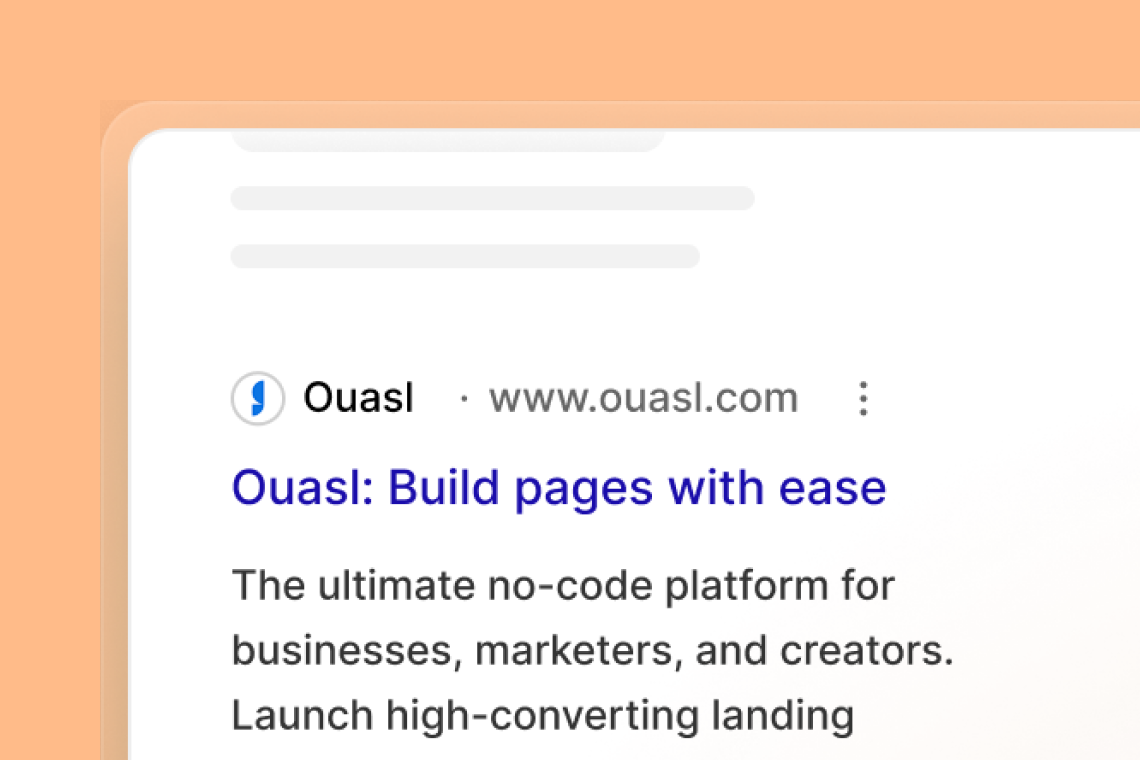 Ouasl · www.ouasl.com
Ouasl: Build pages with ease
The ultimate no-code platform for
businesses, marketers, and creators.
Launch high-converting landing